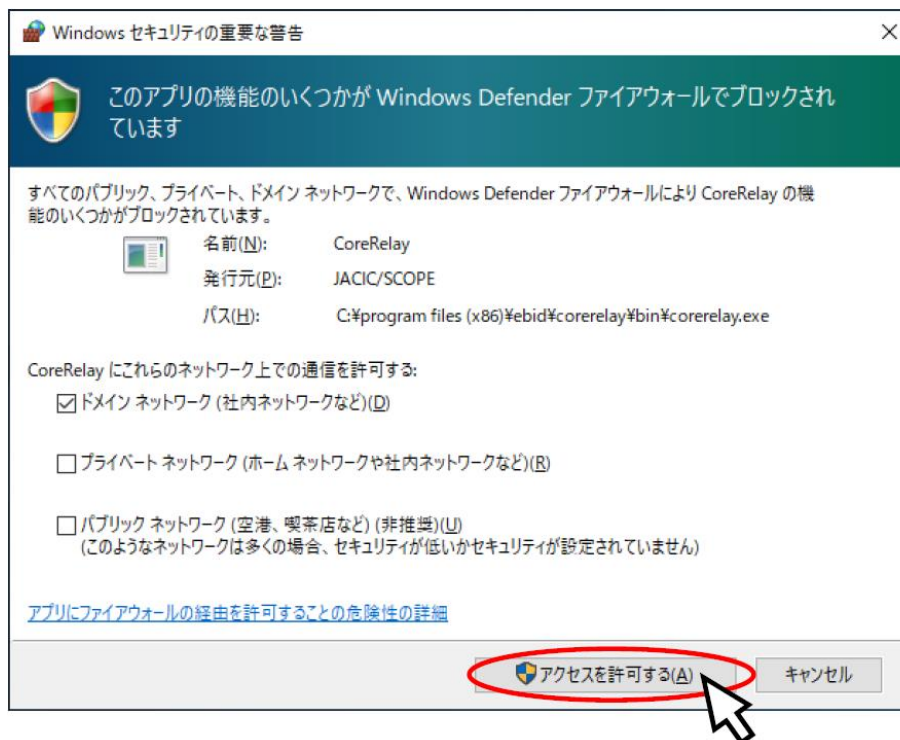 Windows セキュリティの重要な警告
このアプリの機能のいくつかが Windows Defender ファイアウォールでブロックされ
ています
すべてのパブリック、プライベート、ドメイン ネットワークで、Windows Defender ファイアウォールにより CoreRelay の機
能のいくつかがブロックされています。
名前(N): CoreRelay
発行元(P): JACIC/SCOPE
パス(H): C:¥program files (x86)¥ebid¥corerelay¥bin¥corerelay.exe
CoreRelay にこれらのネットワーク上での通信を許可する:
ドメイン ネットワーク (社内ネットワークなど)(D)
プライベート ネットワーク (ホーム ネットワークや社内ネットワークなど)(R)
パブリック ネットワーク (空港、喫茶店など) (非推奨)(U)
(このようなネットワークは多くの場合、セキュリティが低いかセキュリティが設定されていません)
アプリにファイアウォールの経由を許可することの危険性の詳細
アクセスを許可する(A) キャンセル